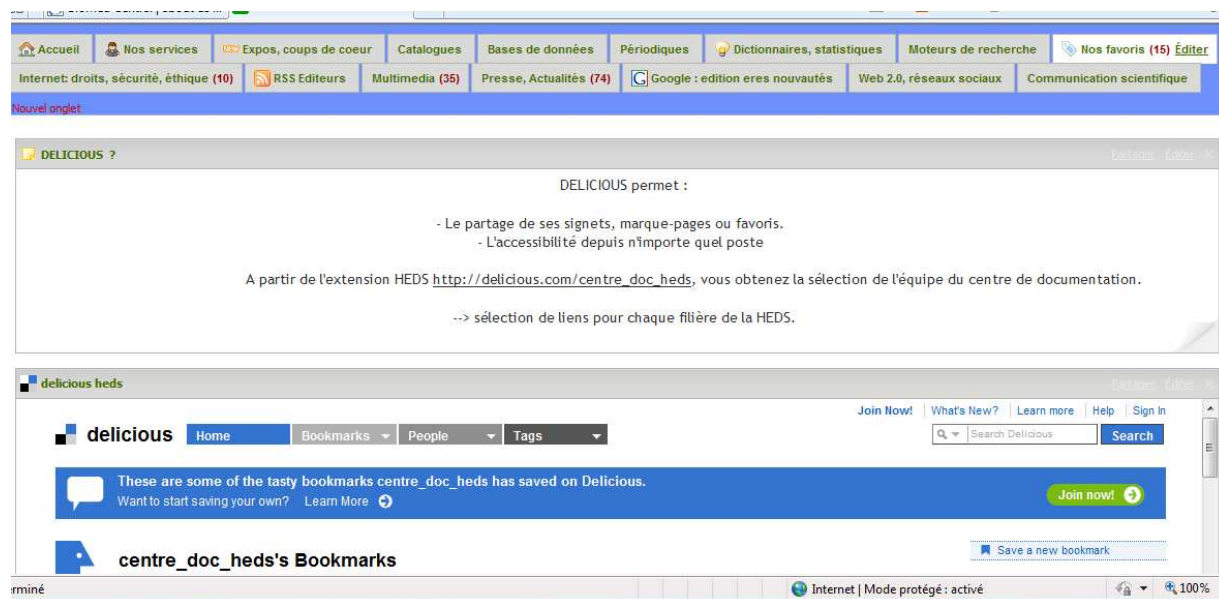 Accueil Nos services Expos, coups de coeur Catalogues Bases de données Périodiques Dictionnaires, statistiques Moteurs de recherche Nos favoris (15) Éditer
Internet: droits, sécurité, éthique (10) RSS Editeurs Multimedia (35) Presse, Actualités (74) Google : edition eres nouvautés Web 2.0, réseaux sociaux Communication scientifique
Nouvel onglet
DELICIOUS ? Partager Éditer
DELICIOUS permet :
- Le partage de ses signets, marque-pages ou favoris.
- L'accessibilité depuis n'importe quel poste
A partir de l'extension HEDS http://delicious.com/centre_doc_heds, vous obtenez la sélection de l'équipe du centre de documentation.
--> sélection de liens pour chaque filière de la HEDS.
delicious heds Partager Éditer
Join Now! What's New? Learn more Help Sign In
delicious Home Bookmarks People Tags Search Delicious Search
These are some of the tasty bookmarks centre_doc_heds has saved on Delicious.
Want to start saving your own? Learn More Join now!
Save a new bookmark
centre_doc_heds's Bookmarks
rminé Internet | Mode protégé : activé 100%